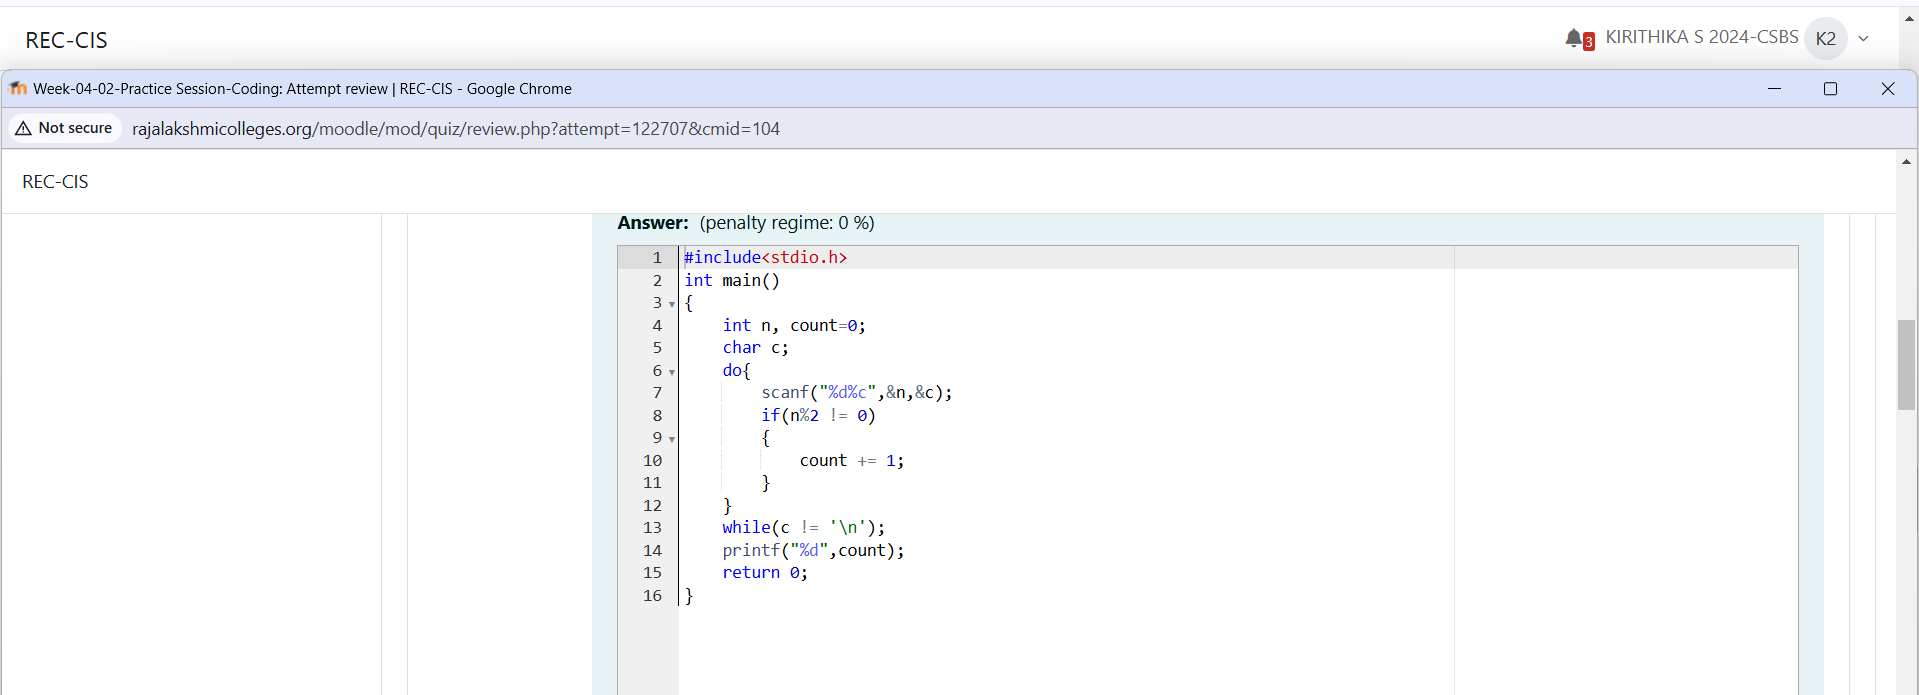 REC-CIS
3 KIRITHIKA S 2024-CSBS K2
Week-04-02-Practice Session-Coding: Attempt review | REC-CIS - Google Chrome
Not secure rajalakshmicolleges.org/moodle/mod/quiz/review.php?attempt=122707&cmid=104
REC-CIS
Answer: (penalty regime: 0 %)
1 #include<stdio.h>
2 int main()
3 {
4     int n, count=0;
5     char c;
6     do{
7         scanf("%d%c",&n,&c);
8         if(n%2 != 0)
9         {
10             count += 1;
11         }
12     }
13     while(c != '\n');
14     printf("%d",count);
15     return 0;
16 }